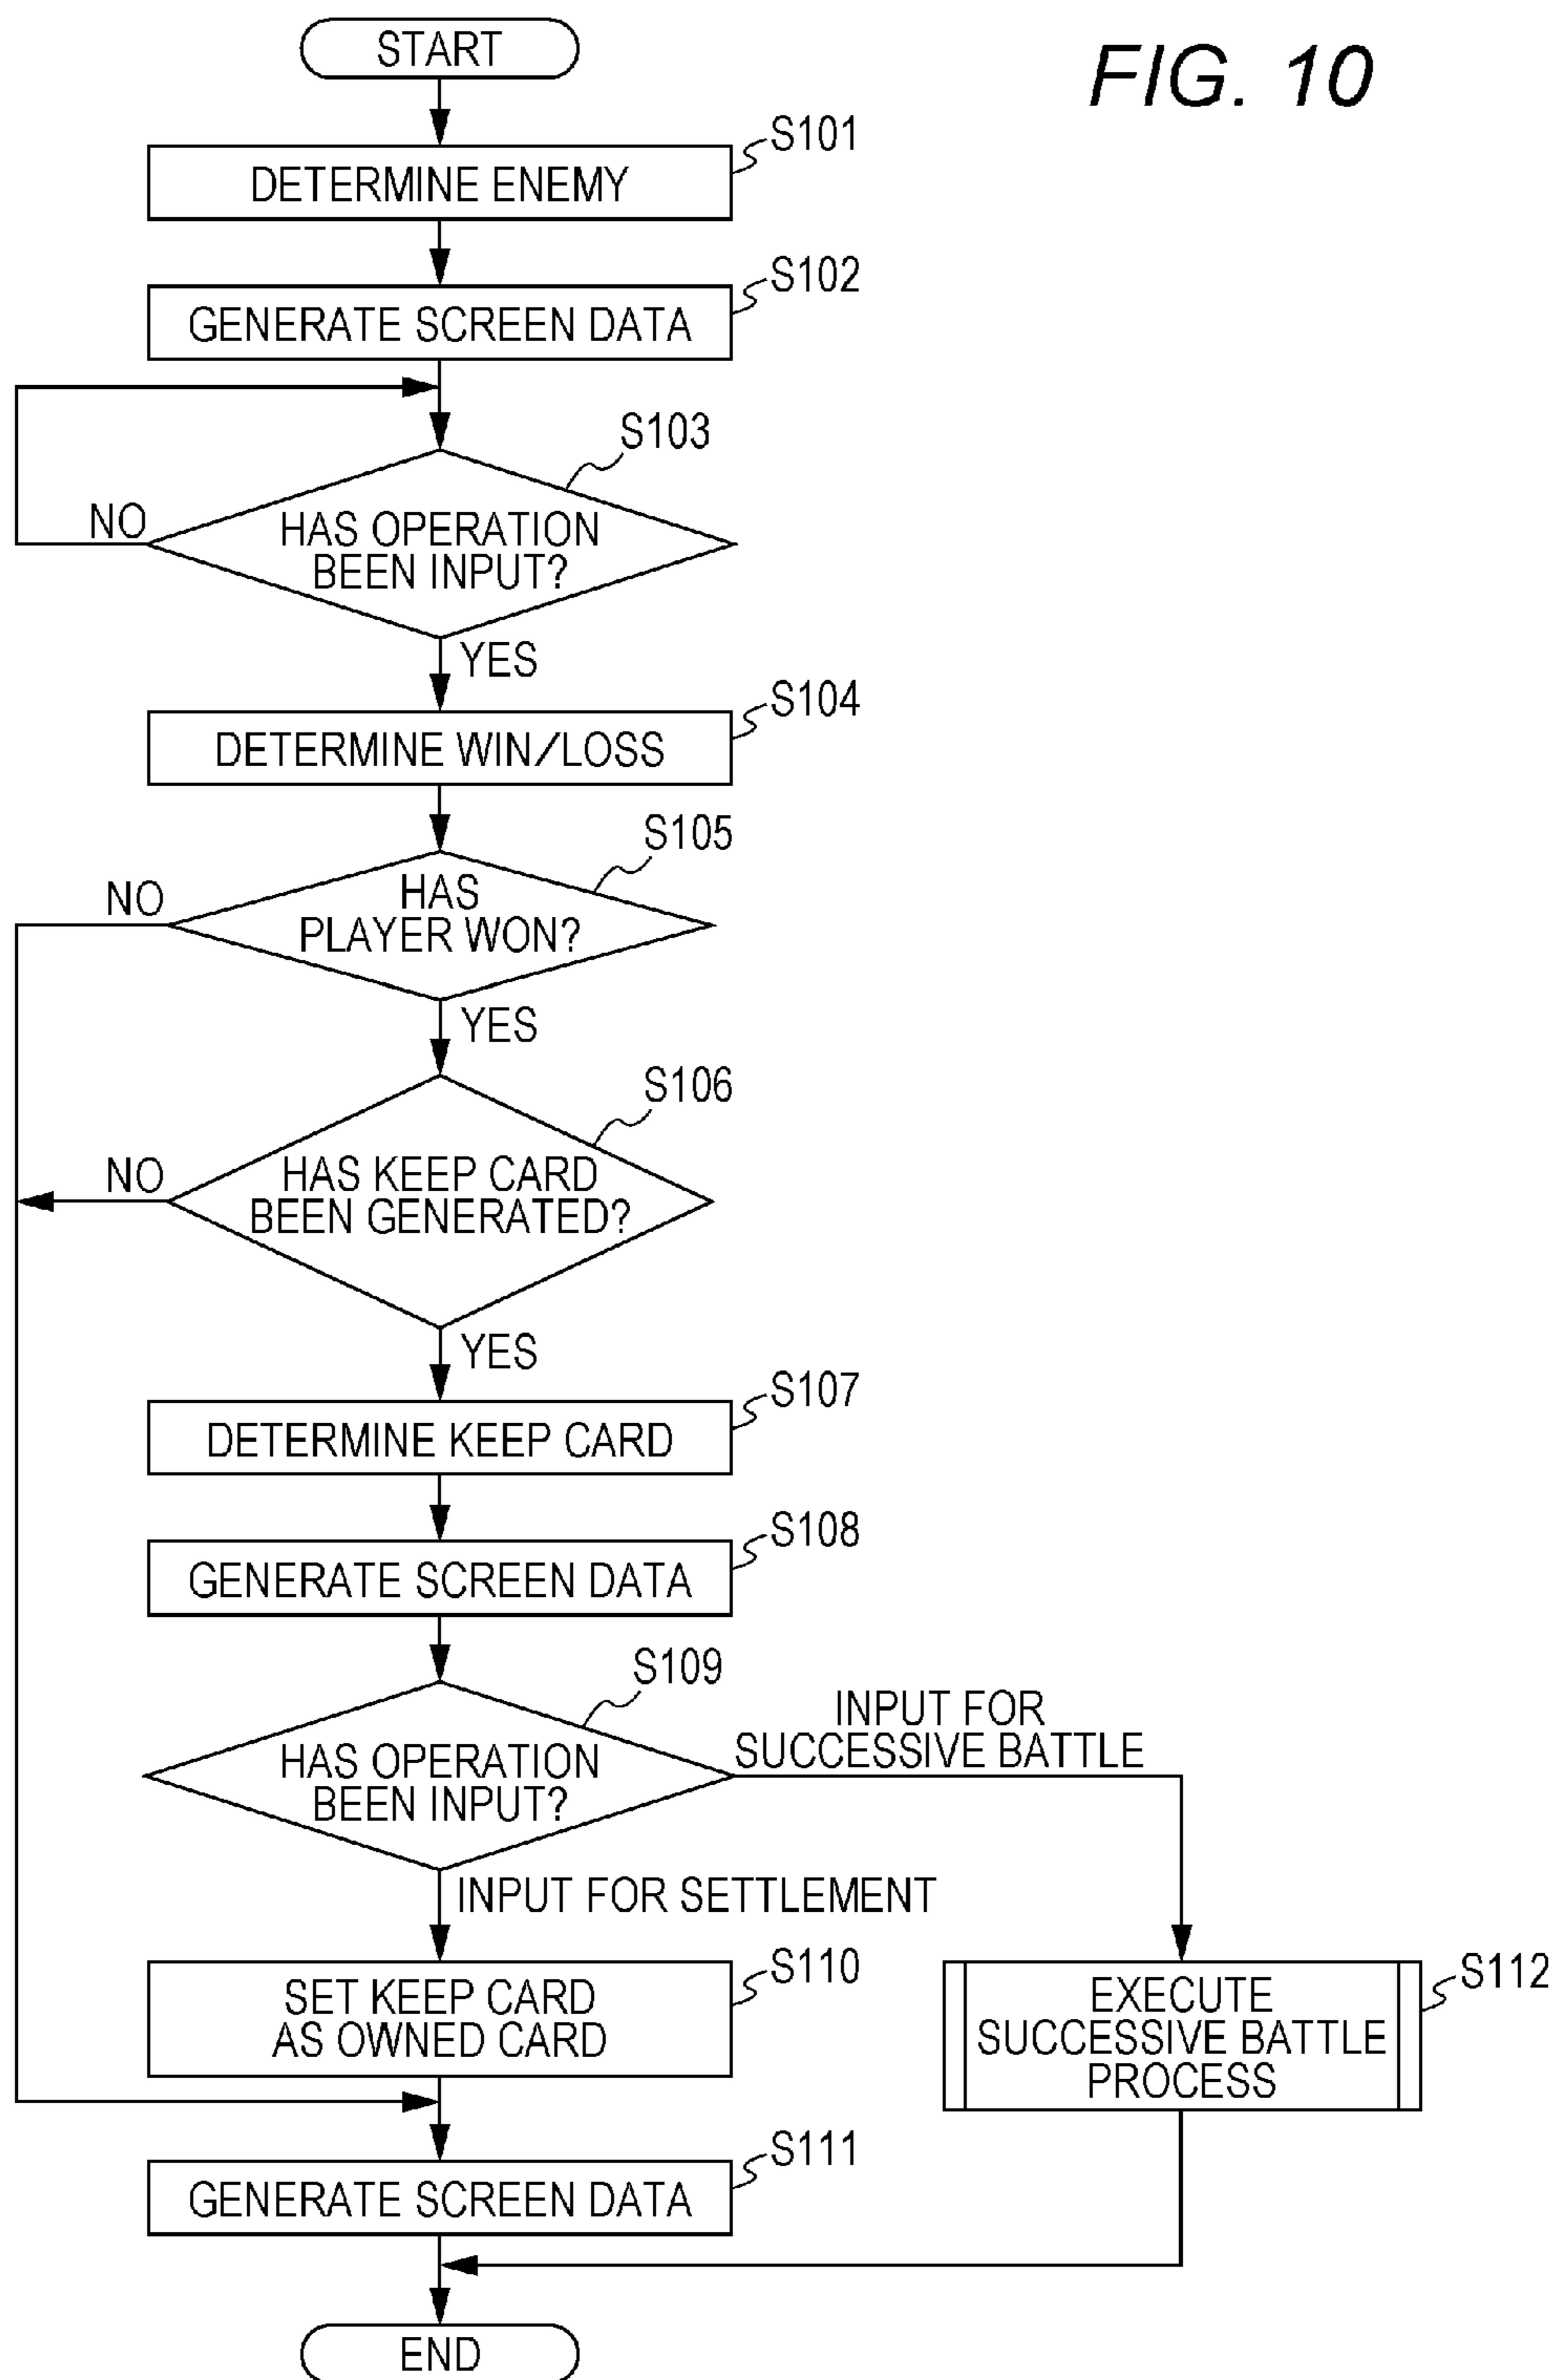 START
FIG. 10
S101
DETERMINE ENEMY
S102
GENERATE SCREEN DATA
S103
NO
HAS OPERATION
BEEN INPUT?
YES
S104
DETERMINE WIN/LOSS
S105
NO
HAS
PLAYER WON?
YES
S106
NO
HAS KEEP CARD
BEEN GENERATED?
YES
S107
DETERMINE KEEP CARD
S108
GENERATE SCREEN DATA
S109
INPUT FOR
SUCCESSIVE BATTLE
HAS OPERATION
BEEN INPUT?
INPUT FOR SETTLEMENT
S110
SET KEEP CARD
AS OWNED CARD
S112
EXECUTE
SUCCESSIVE BATTLE
PROCESS
S111
GENERATE SCREEN DATA
END